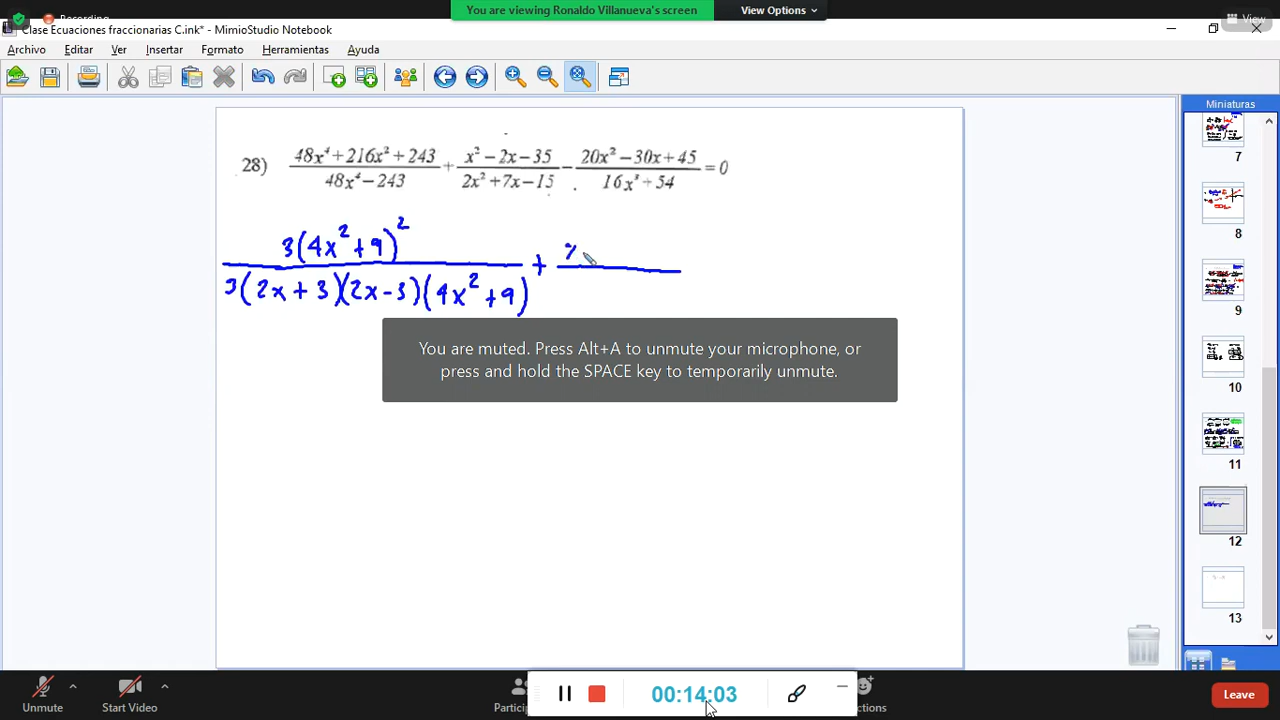 Recording
You are viewing Ronaldo Villanueva's screen
View Options
View
Clase Ecuaciones fraccionarias C.ink* - MimioStudio Notebook
Archivo Editar Ver Insertar Formato Herramientas Ayuda
Miniaturas
28) (48x⁴+216x²+243)/(48x⁴−243) + (x²−2x−35)/(2x²+7x−15) − (20x²−30x+45)/(16x³+54) = 0
3(4x²+9)²
3(2x+3)(2x-3)(4x²+9) +
You are muted. Press Alt+A to unmute your microphone, or
press and hold the SPACE key to temporarily unmute.
7
8
9
10
11
12
13
Unmute
Start Video
Particip
00:14:03
Leave